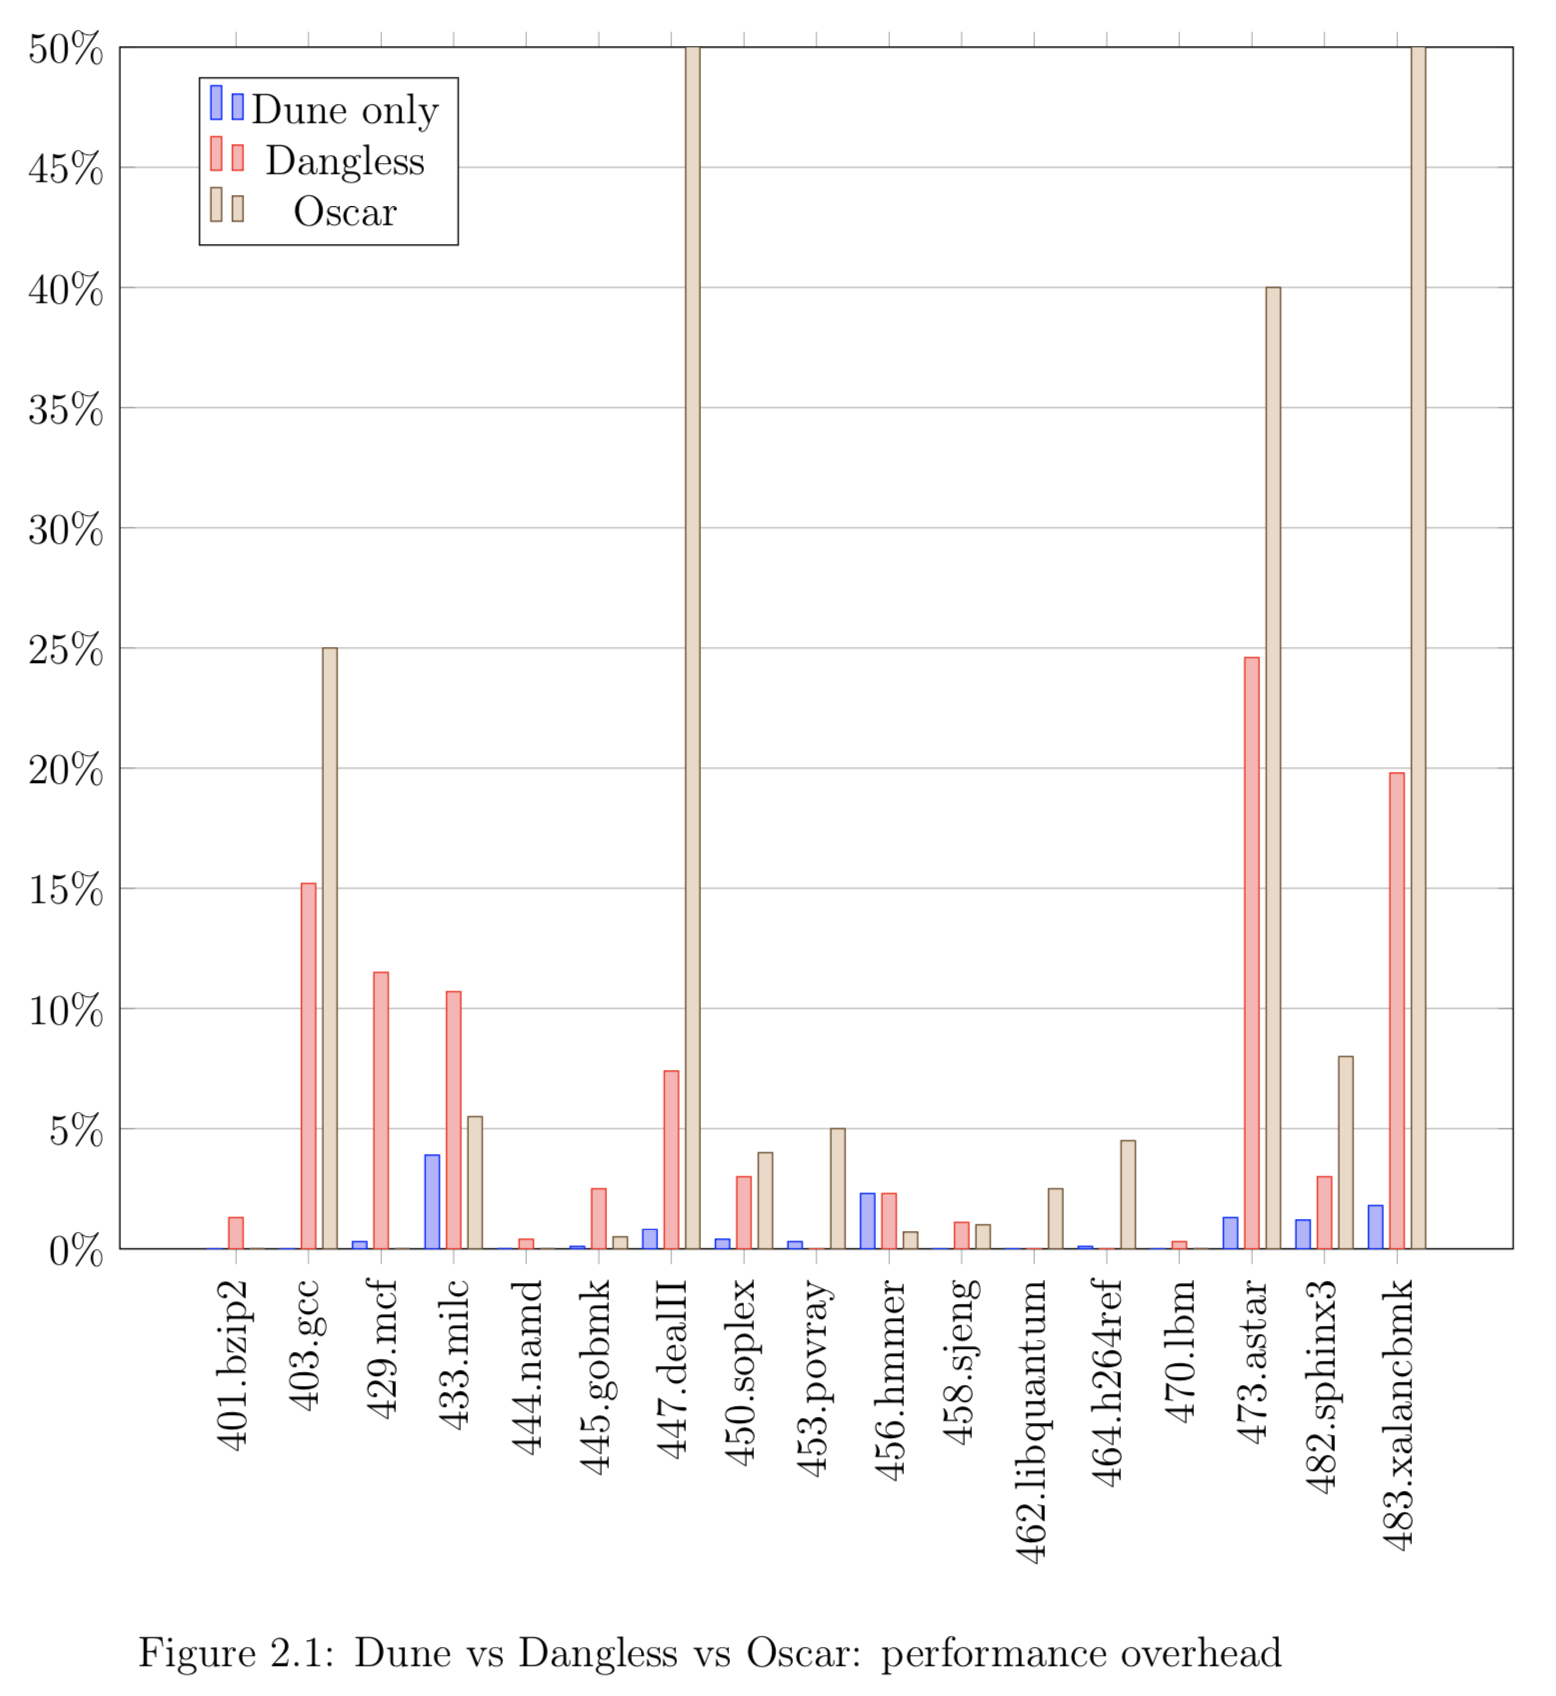 50%
45%
40%
35%
30%
25%
20%
15%
10%
5%
0%
Dune only
Dangless
Oscar
401.bzip2
403.gcc
429.mcf
433.milc
444.namd
445.gobmk
447.dealII
450.soplex
453.povray
456.hmmer
458.sjeng
462.libquantum
464.h264ref
470.lbm
473.astar
482.sphinx3
483.xalancbmk
Figure 2.1: Dune vs Dangless vs Oscar: performance overhead